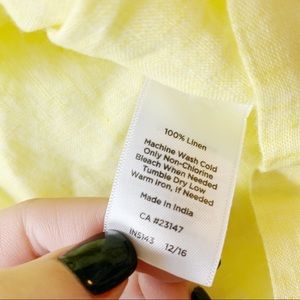 100% Linen
Machine Wash Cold
Only Non-Chlorine
Bleach When Needed
Tumble Dry Low
Warm Iron, If Needed
Made In India
CA #23147
IN5143 12/16